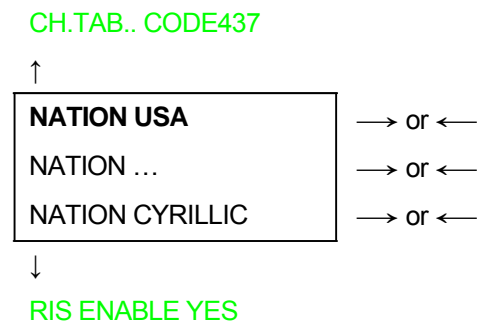 CH.TAB.. CODE437
↑
NATION USA → or ←
NATION … → or ←
NATION CYRILLIC → or ←
↓
RIS ENABLE YES